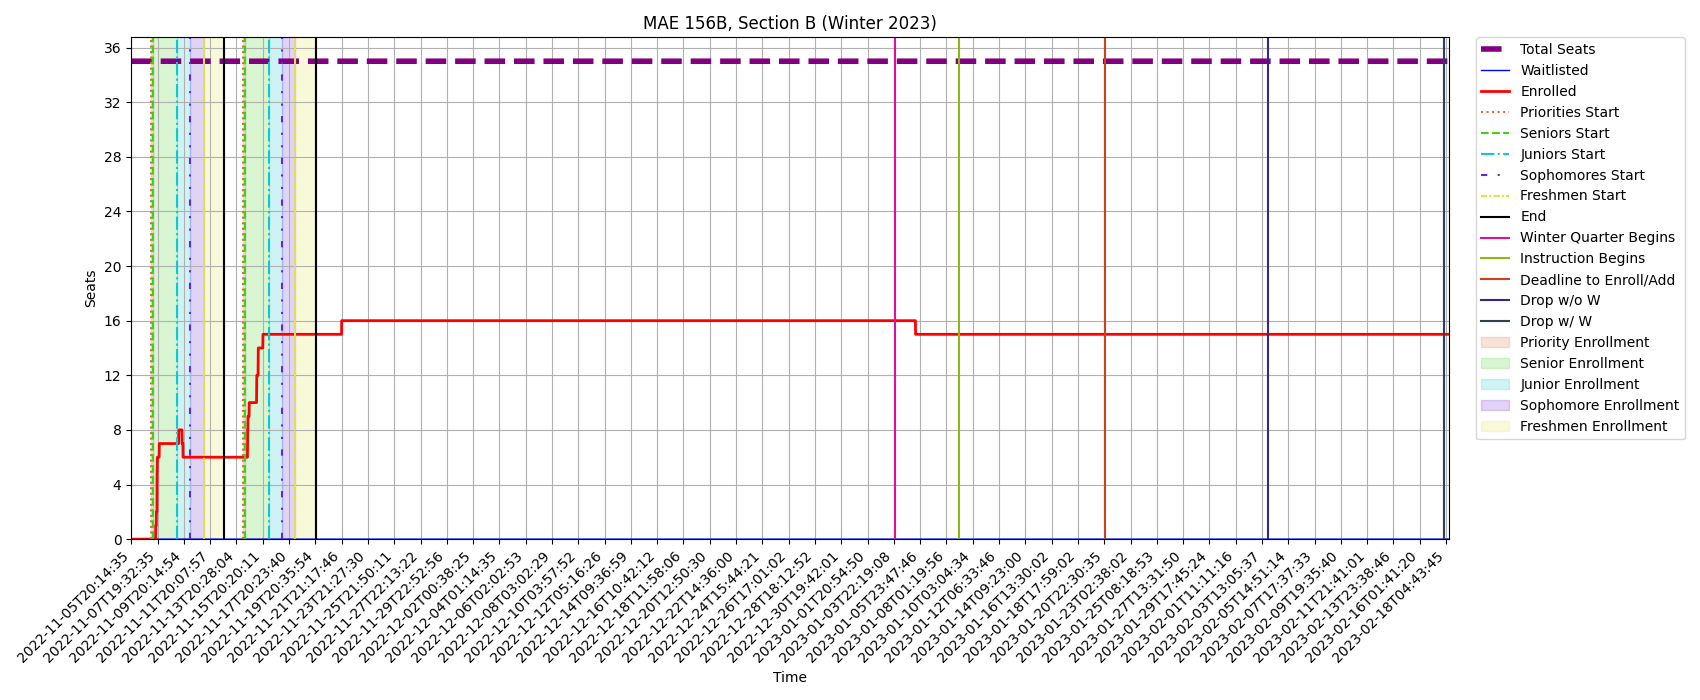 MAE 156B, Section B (Winter 2023)
Seats
36
32
28
24
20
16
12
8
4
0
2022-11-05T20:14:35
2022-11-07T19:32:35
2022-11-09T20:14:54
2022-11-11T20:07:57
2022-11-13T20:28:04
2022-11-15T20:20:11
2022-11-17T20:23:40
2022-11-19T20:35:54
2022-11-21T21:17:46
2022-11-23T21:27:30
2022-11-25T21:50:11
2022-11-27T22:13:22
2022-11-29T22:52:56
2022-12-02T00:38:25
2022-12-04T01:14:35
2022-12-06T02:02:53
2022-12-08T03:02:29
2022-12-10T03:57:52
2022-12-12T05:16:26
2022-12-14T09:36:59
2022-12-16T10:42:12
2022-12-18T11:58:06
2022-12-20T12:50:30
2022-12-22T14:36:00
2022-12-24T15:44:21
2022-12-26T17:01:02
2022-12-28T18:12:52
2022-12-30T19:42:01
2023-01-01T20:54:50
2023-01-03T22:19:08
2023-01-05T23:47:46
2023-01-08T01:19:56
2023-01-10T03:04:34
2023-01-12T06:33:46
2023-01-14T09:23:00
2023-01-16T13:30:02
2023-01-18T17:59:02
2023-01-20T22:30:35
2023-01-23T02:38:02
2023-01-25T08:18:53
2023-01-27T13:31:50
2023-01-29T17:45:24
2023-02-01T01:11:16
2023-02-03T13:05:37
2023-02-05T14:51:14
2023-02-07T17:37:33
2023-02-09T19:35:40
2023-02-11T21:41:01
2023-02-13T23:38:46
2023-02-16T01:41:20
2023-02-18T04:43:45
Time
Total Seats
Waitlisted
Enrolled
Priorities Start
Seniors Start
Juniors Start
Sophomores Start
Freshmen Start
End
Winter Quarter Begins
Instruction Begins
Deadline to Enroll/Add
Drop w/o W
Drop w/ W
Priority Enrollment
Senior Enrollment
Junior Enrollment
Sophomore Enrollment
Freshmen Enrollment